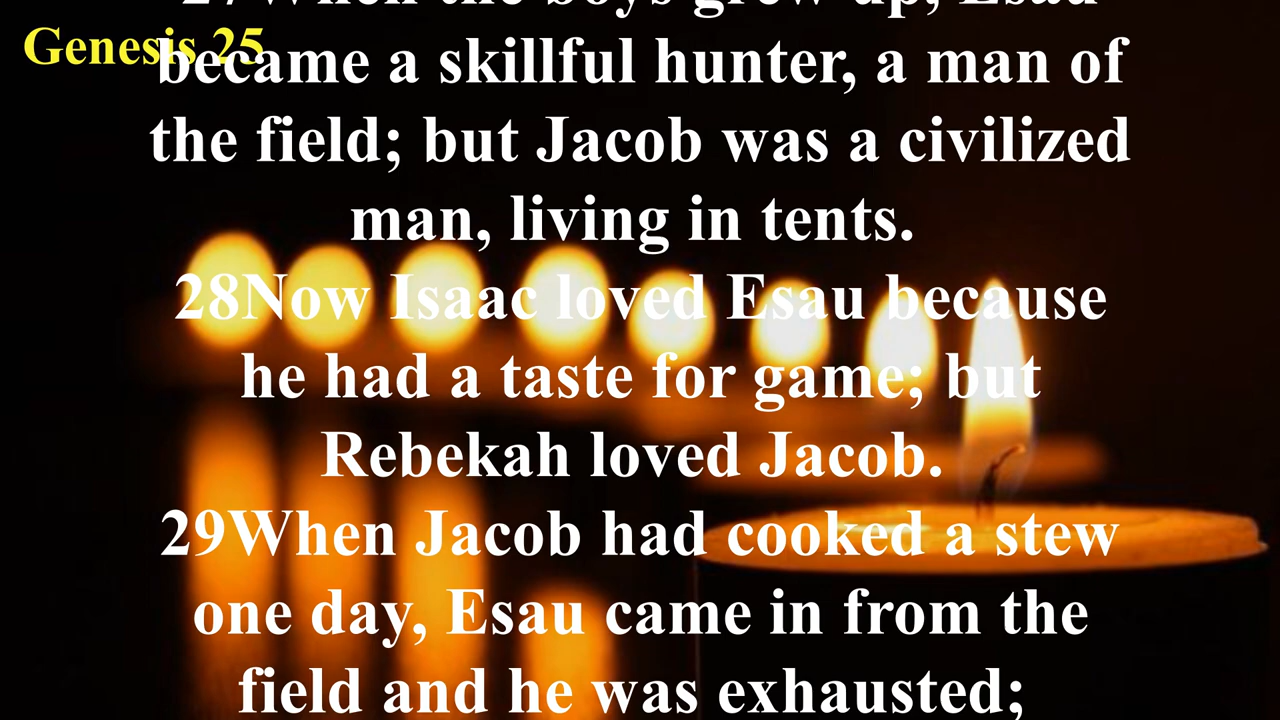 27When the boys grew up, Esau
Genesis 25
became a skillful hunter, a man of
the field; but Jacob was a civilized
man, living in tents.
28Now Isaac loved Esau because
he had a taste for game; but
Rebekah loved Jacob.
29When Jacob had cooked a stew
one day, Esau came in from the
field and he was exhausted;